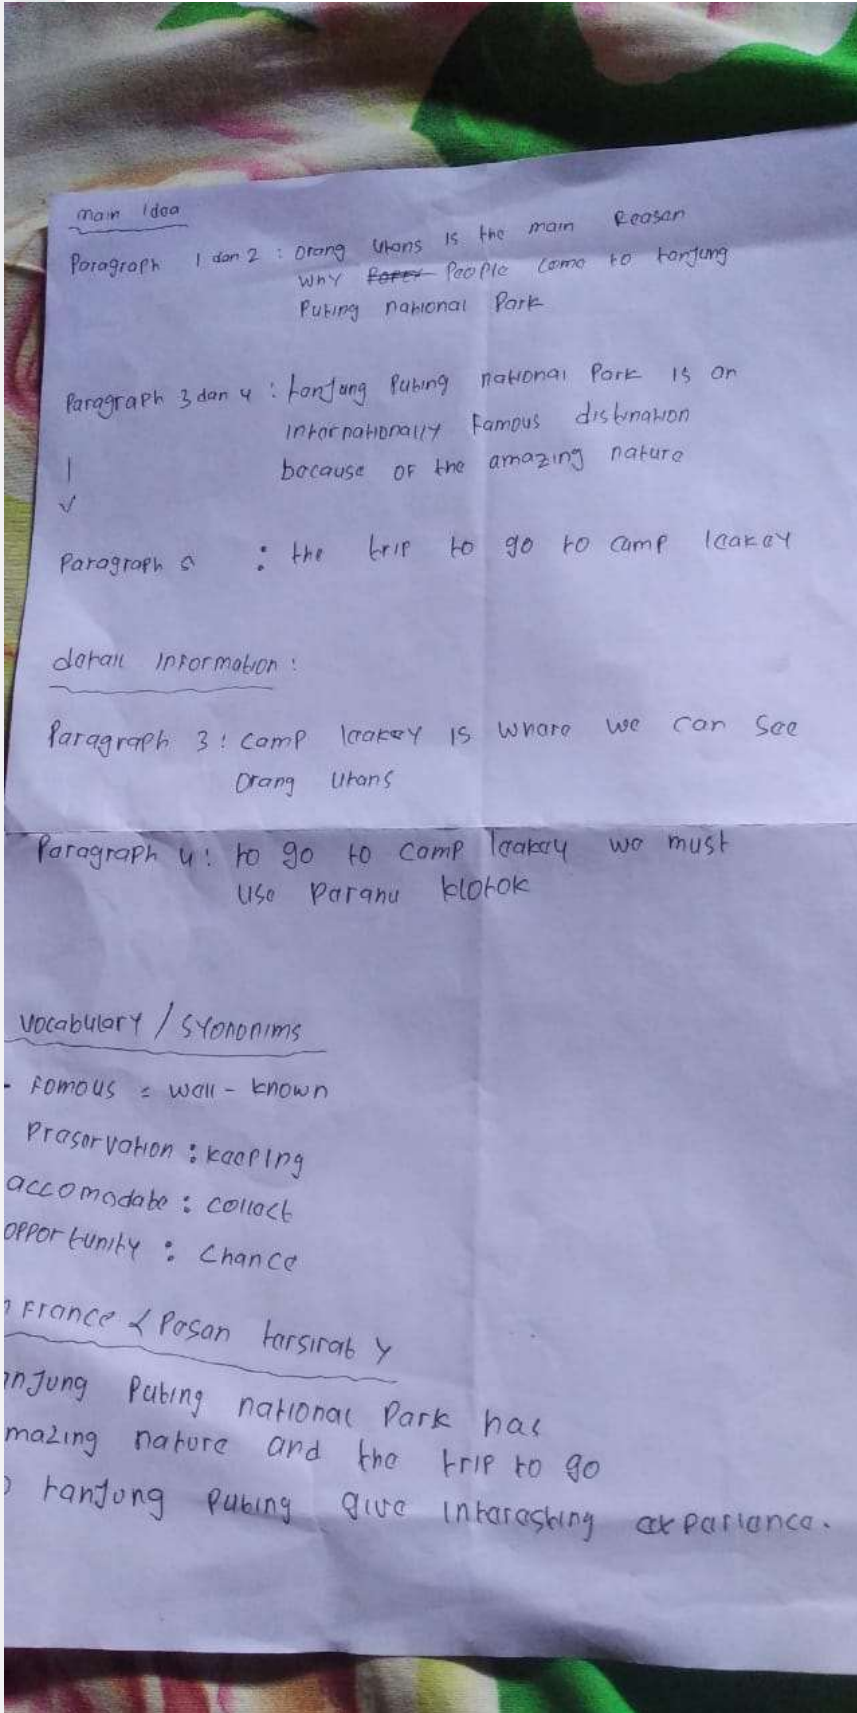 main Idea
Paragraph 1 dan 2 : orang utans is the main Reason
why people come to tanjung
Puting national Park
Paragraph 3 dan 4 : tanjung Puting national Park is an
internationally famous distination
because of the amazing nature
Paragraph 5 : the trip to go to camp leakey
detail information :
Paragraph 3 : camp leakey is where we can see
orang utans
Paragraph 4 : to go to camp leakey we must
use Parahu klotok
vocabulary / syononims
- Famous = well - known
Preservation : keeping
accomodate : collect
opportunity : chance
France < Pesan tersirat >
anjung Puting national Park has
mazing nature and the trip to go
o tanjung puting give interesting experience.